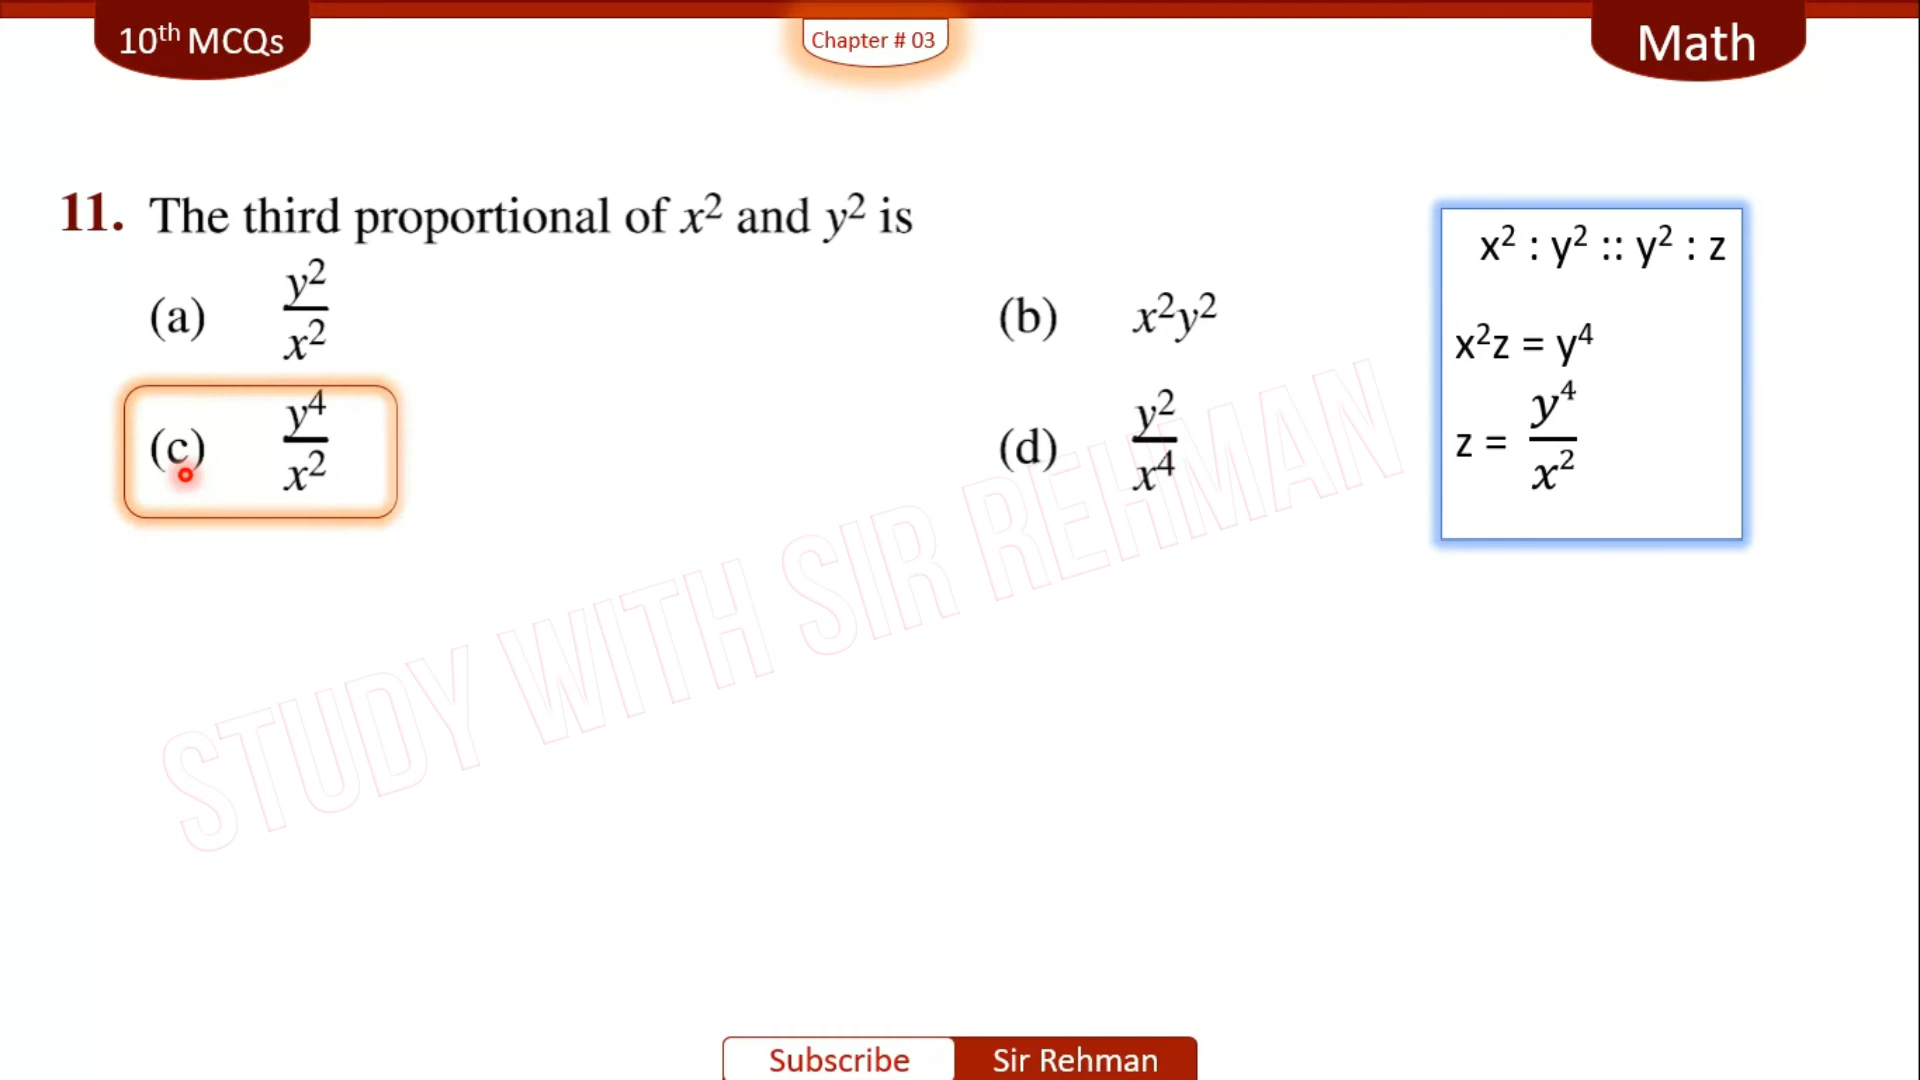 10th MCQs
Chapter # 03
Math
11. The third proportional of x² and y² is
(a) y²/x²
(b) x²y²
(c) y⁴/x²
(d) y²/x⁴
x² : y² :: y² : z
x²z = y⁴
z = y⁴/x²
STUDY WITH SIR REHMAN
Subscribe Sir Rehman